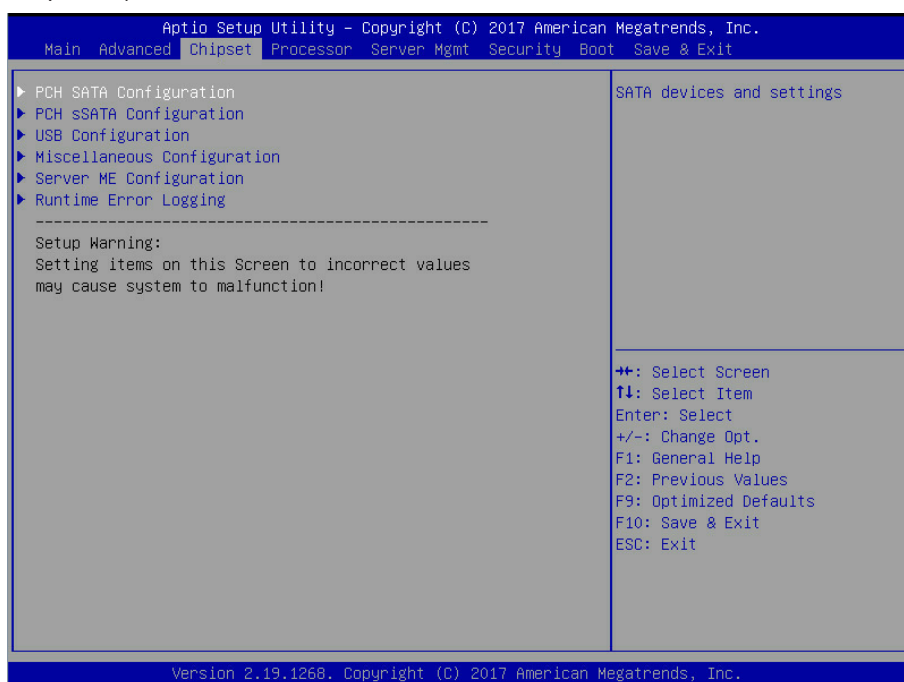 Aptio Setup Utility – Copyright (C) 2017 American Megatrends, Inc.
Main Advanced Chipset Processor Server Mgmt Security Boot Save & Exit
▶ PCH SATA Configuration
▶ PCH sSATA Configuration
▶ USB Configuration
▶ Miscellaneous Configuration
▶ Server ME Configuration
▶ Runtime Error Logging
--------------------------------------------------
Setup Warning:
Setting items on this Screen to incorrect values
may cause system to malfunction!
SATA devices and settings
→←: Select Screen
↑↓: Select Item
Enter: Select
+/-: Change Opt.
F1: General Help
F2: Previous Values
F9: Optimized Defaults
F10: Save & Exit
ESC: Exit
Version 2.19.1268. Copyright (C) 2017 American Megatrends, Inc.